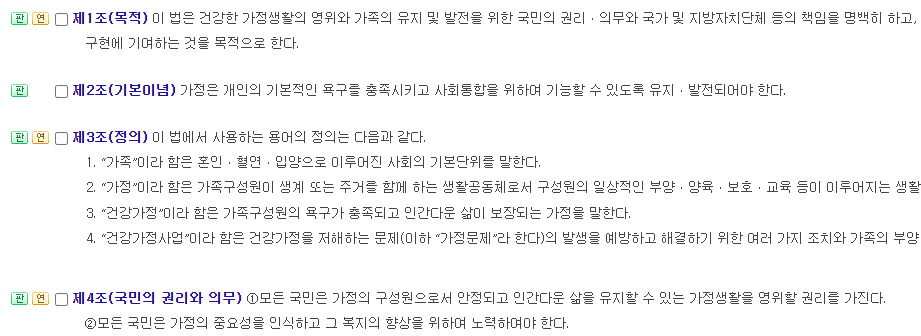 판 연 제1조(목적) 이 법은 건강한 가정생활의 영위와 가족의 유지 및 발전을 위한 국민의 권리ㆍ의무와 국가 및 지방자치단체 등의 책임을 명백히 하고,
구현에 기여하는 것을 목적으로 한다.
판 제2조(기본이념) 가정은 개인의 기본적인 욕구를 충족시키고 사회통합을 위하여 기능할 수 있도록 유지ㆍ발전되어야 한다.
판 연 제3조(정의) 이 법에서 사용하는 용어의 정의는 다음과 같다.
1. “가족”이라 함은 혼인ㆍ혈연ㆍ입양으로 이루어진 사회의 기본단위를 말한다.
2. “가정”이라 함은 가족구성원이 생계 또는 주거를 함께 하는 생활공동체로서 구성원의 일상적인 부양ㆍ양육ㆍ보호ㆍ교육 등이 이루어지는 생활
3. “건강가정”이라 함은 가족구성원의 욕구가 충족되고 인간다운 삶이 보장되는 가정을 말한다.
4. “건강가정사업”이라 함은 건강가정을 저해하는 문제(이하 “가정문제”라 한다)의 발생을 예방하고 해결하기 위한 여러 가지 조치와 가족의 부양
판 연 제4조(국민의 권리와 의무) ①모든 국민은 가정의 구성원으로서 안정되고 인간다운 삶을 유지할 수 있는 가정생활을 영위할 권리를 가진다.
②모든 국민은 가정의 중요성을 인식하고 그 복지의 향상을 위하여 노력하여야 한다.